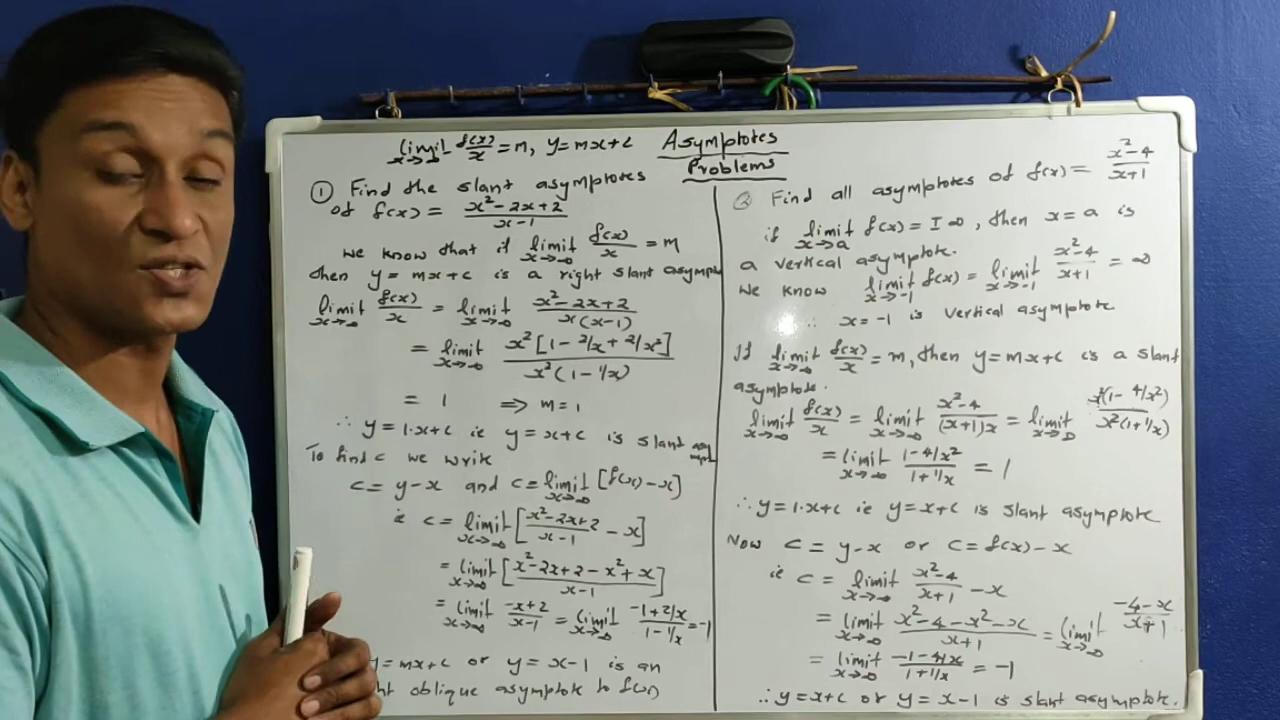 limit x→∞ f(x)/x = m, y = mx+c Asymptotes
Problems
① Find the slant asymptotes
of f(x) = x²-2x+2/x-1
we know that if limit x→∞ f(x)/x = m
then y = mx+c is a right slant asympt
limit x→∞ f(x)/x = limit x→∞ x²-2x+2/x(x-1)
= limit x→∞ x²[1-2/x+2/x²]/x²(1-1/x)
= 1 ⇒ m=1
∴ y = 1·x+c ie y = x+c is slant asy
mpt
To find c we write
c = y-x and c = limit x→∞ [f(x)-x]
ie c = limit x→∞ [x²-2x+2/x-1 - x]
= limit x→∞ [x²-2x+2-x²+x/x-1]
= limit x→∞ -x+2/x-1 = limit x→∞ -1+2/x/1-1/x = -1
y = mx+c or y = x-1 is an
ht oblique asymptote to f(x)
② Find all asymptotes of f(x) = x²-4/x+1
if limit x→a f(x) = I∞, then x = a is
a vertical asymptote.
We know limit x→-1 f(x) = limit x→-1 x²-4/x+1 = ∞
∴ x = -1 is vertical asymptote
If limit x→∞ f(x)/x = m, then y = mx+c is a slant
asymptote.
limit x→∞ f(x)/x = limit x→∞ x²-4/(x+1)x = limit x→∞ x²(1-4/x²)/x²(1+1/x)
= limit x→∞ 1-4/x²/1+1/x = 1
∴ y = 1·x+c ie y = x+c is slant asymptote
Now c = y-x or c = f(x)-x
ie c = limit x→∞ x²-4/x+1 - x
= limit x→∞ x²-4-x²-x/x+1 = limit x→∞ -4-x/x+1
= limit x→∞ -1-4/x/1+1/x = -1
∴ y = x+c or y = x-1 is slant asymptote.